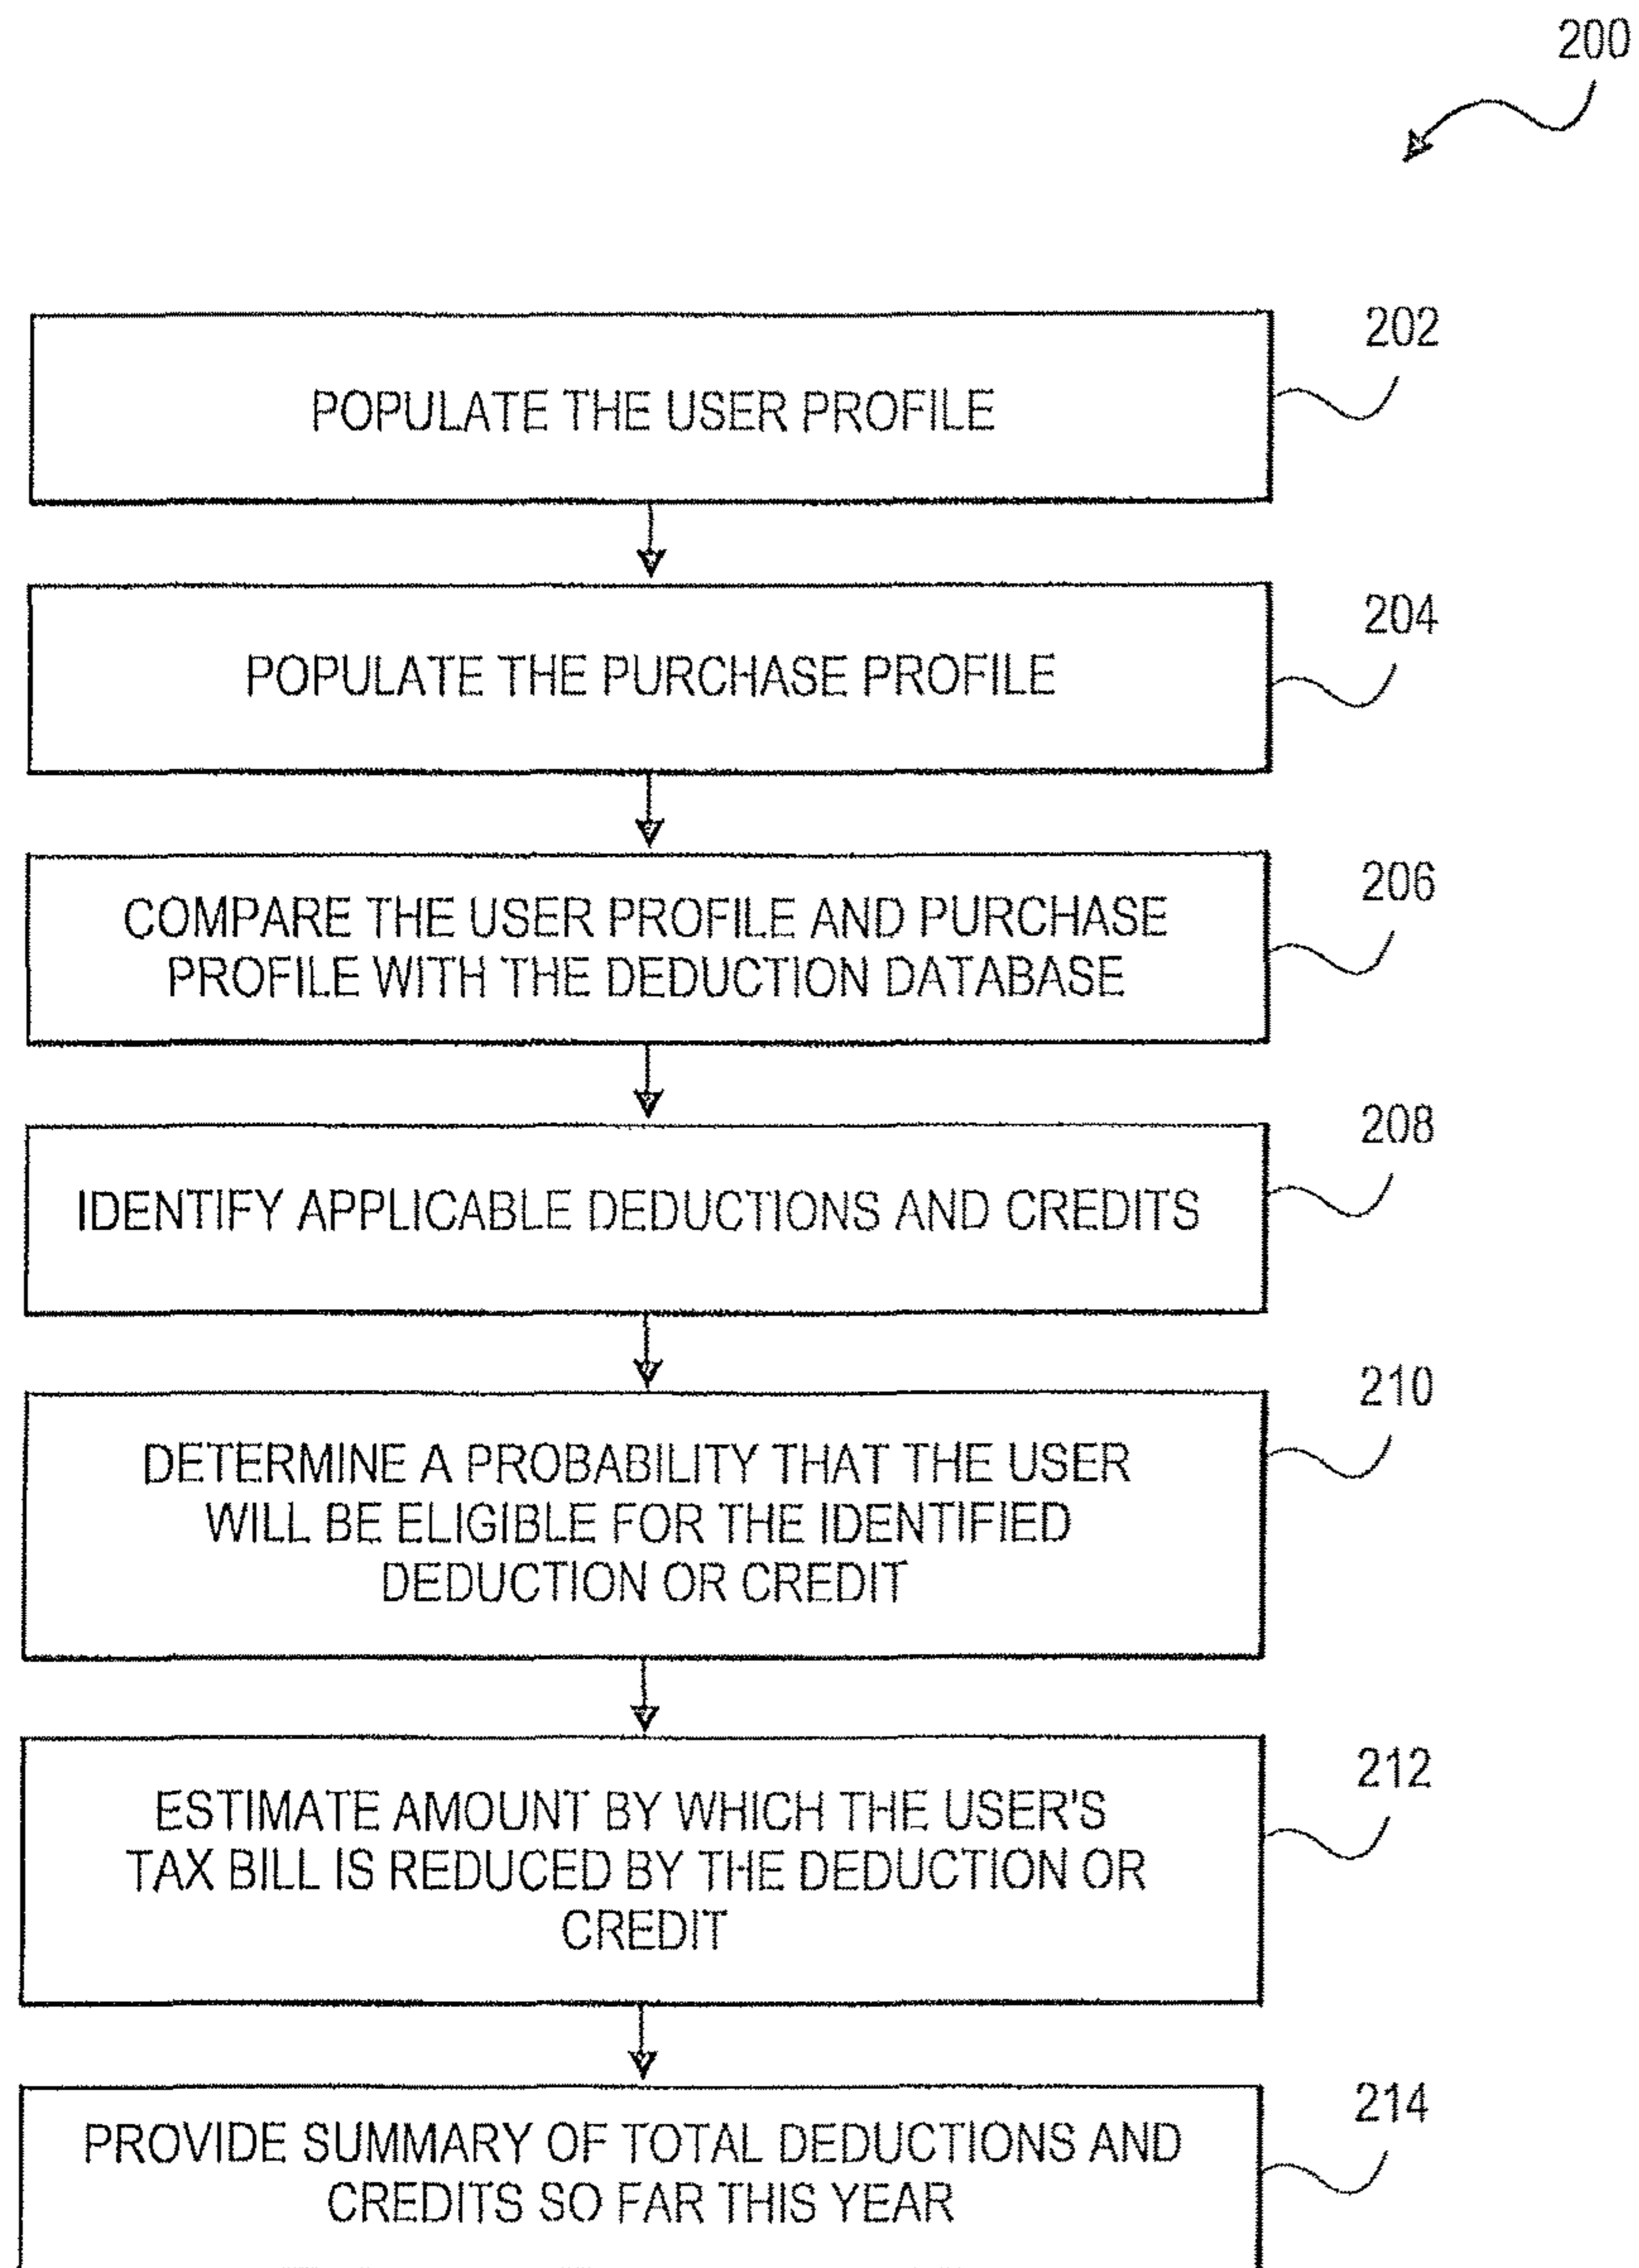 200
202
POPULATE THE USER PROFILE
204
POPULATE THE PURCHASE PROFILE
206
COMPARE THE USER PROFILE AND PURCHASE
PROFILE WITH THE DEDUCTION DATABASE
208
IDENTIFY APPLICABLE DEDUCTIONS AND CREDITS
210
DETERMINE A PROBABILITY THAT THE USER
WILL BE ELIGIBLE FOR THE IDENTIFIED
DEDUCTION OR CREDIT
212
ESTIMATE AMOUNT BY WHICH THE USER'S
TAX BILL IS REDUCED BY THE DEDUCTION OR
CREDIT
214
PROVIDE SUMMARY OF TOTAL DEDUCTIONS AND
CREDITS SO FAR THIS YEAR